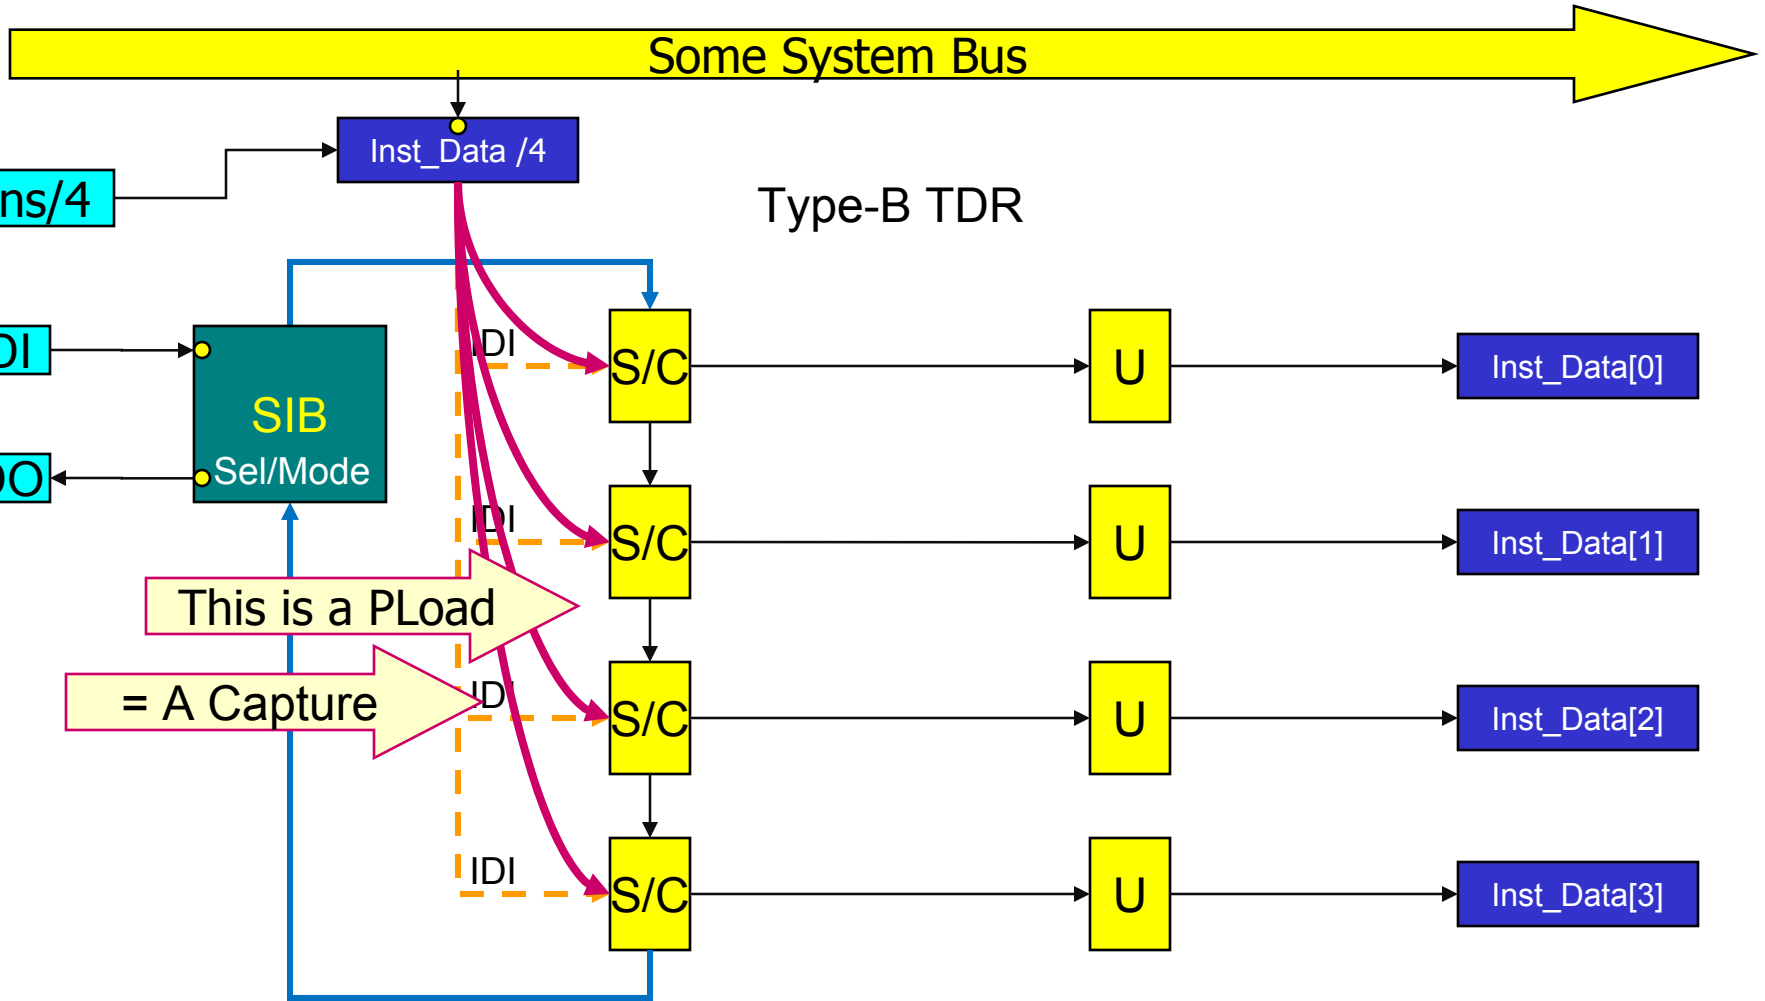 Some System Bus
Inst_Data /4
ns/4
Type-B TDR
IDI
S/C
U
Inst_Data[0]
DI
SIB
Sel/Mode
DO
IDI
S/C
U
Inst_Data[1]
This is a PLoad
= A Capture
IDI
S/C
U
Inst_Data[2]
IDI
S/C
U
Inst_Data[3]